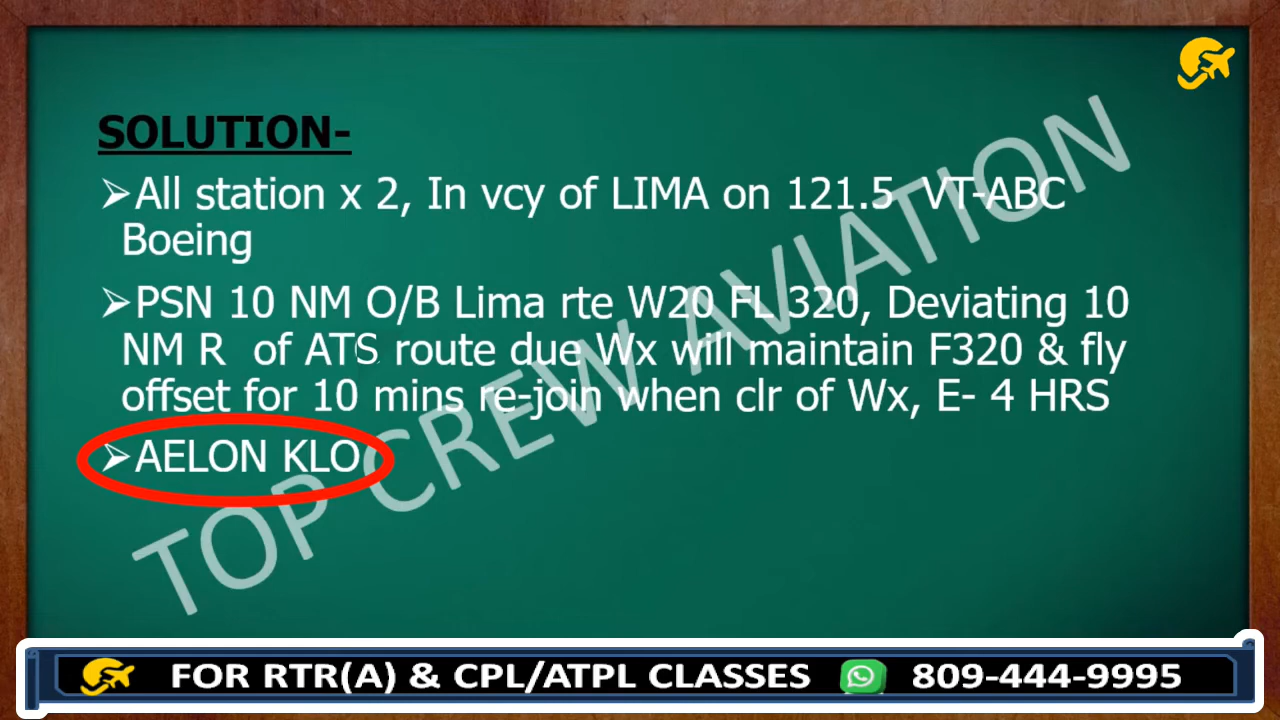 SOLUTION-
➢All station x 2, In vcy of LIMA on 121.5 VT-ABC
Boeing
➢PSN 10 NM O/B Lima rte W20 FL 320, Deviating 10
NM R of ATS route due Wx will maintain F320 & fly
offset for 10 mins re-join when clr of Wx, E- 4 HRS
➢AELON KLO
TOP CREW AVIATION
FOR RTR(A) & CPL/ATPL CLASSES 809-444-9995